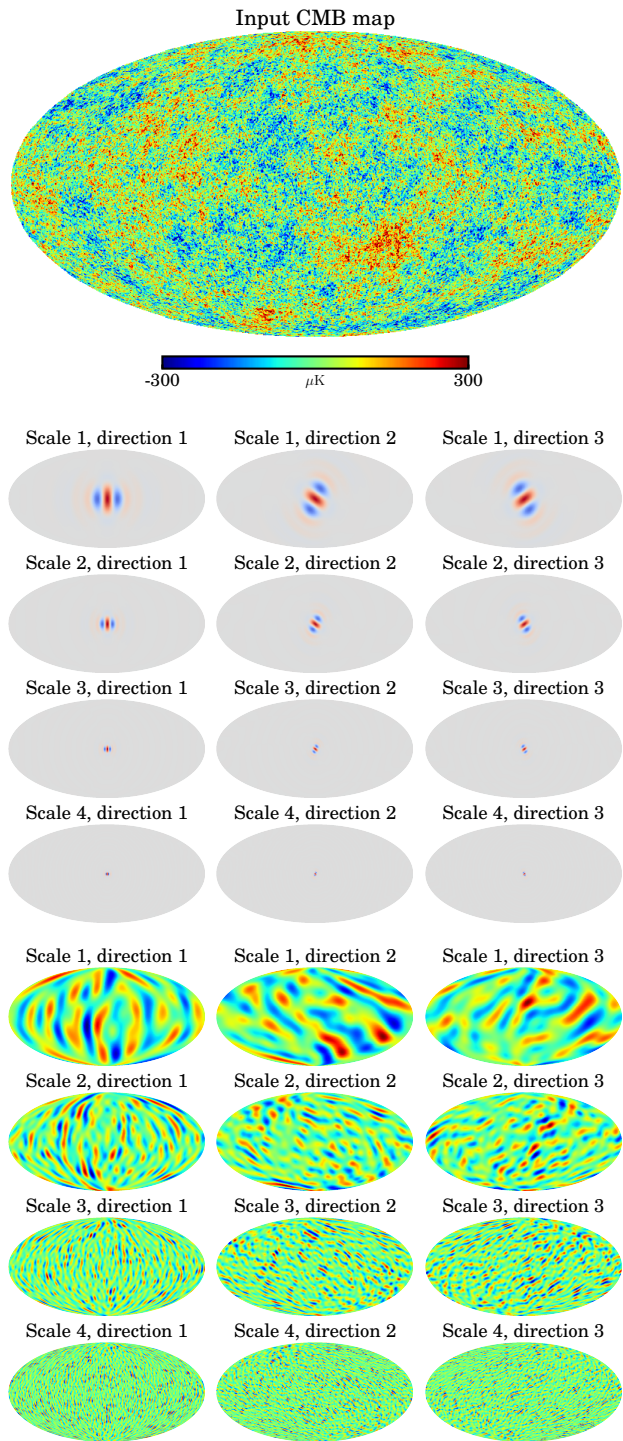 Input CMB map
-300 μK 300
Scale 1, direction 1 Scale 1, direction 2 Scale 1, direction 3
Scale 2, direction 1 Scale 2, direction 2 Scale 2, direction 3
Scale 3, direction 1 Scale 3, direction 2 Scale 3, direction 3
Scale 4, direction 1 Scale 4, direction 2 Scale 4, direction 3
Scale 1, direction 1 Scale 1, direction 2 Scale 1, direction 3
Scale 2, direction 1 Scale 2, direction 2 Scale 2, direction 3
Scale 3, direction 1 Scale 3, direction 2 Scale 3, direction 3
Scale 4, direction 1 Scale 4, direction 2 Scale 4, direction 3